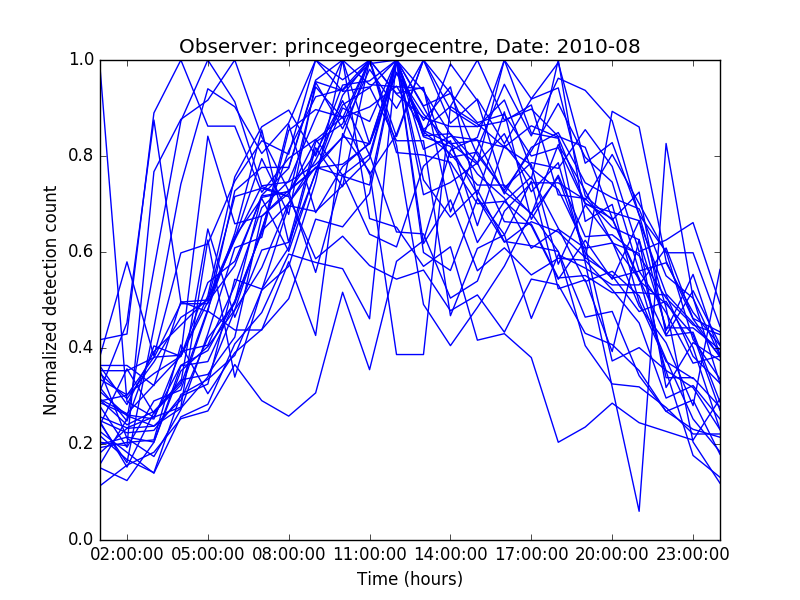 Observer: princegeorgecentre, Date: 2010-08
1.0
0.8
0.6
0.4
0.2
0.0
Normalized detection count
02:00:00 05:00:00 08:00:00 11:00:00 14:00:00 17:00:00 20:00:00 23:00:00
Time (hours)